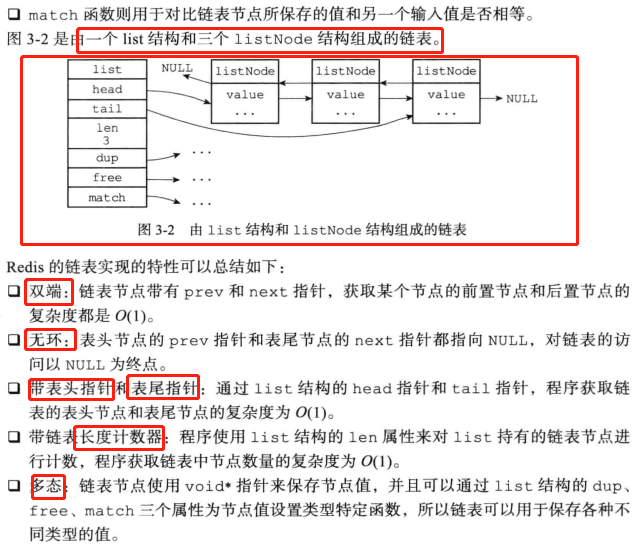 ❑ match 函数则用于对比链表节点所保存的值和另一个输入值是否相等。
图 3-2 是由一个 list 结构和三个 listNode 结构组成的链表。
list
head
tail
len
3
dup
free
match
NULL
listNode
value
...
listNode
value
...
listNode
value
...
NULL
...
...
...
图 3-2 由 list 结构和 listNode 结构组成的链表
Redis 的链表实现的特性可以总结如下：
❑ 双端：链表节点带有 prev 和 next 指针，获取某个节点的前置节点和后置节点的
复杂度都是 O(1)。
❑ 无环：表头节点的 prev 指针和表尾节点的 next 指针都指向 NULL，对链表的访
问以 NULL 为终点。
❑ 带表头指针和表尾指针：通过 list 结构的 head 指针和 tail 指针，程序获取链
表的表头节点和表尾节点的复杂度为 O(1)。
❑ 带链表长度计数器：程序使用 list 结构的 len 属性来对 list 持有的链表节点进
行计数，程序获取链表中节点数量的复杂度为 O(1)。
❑ 多态：链表节点使用 void* 指针来保存节点值，并且可以通过 list 结构的 dup、
free、match 三个属性为节点值设置类型特定函数，所以链表可以用于保存各种不
同类型的值。